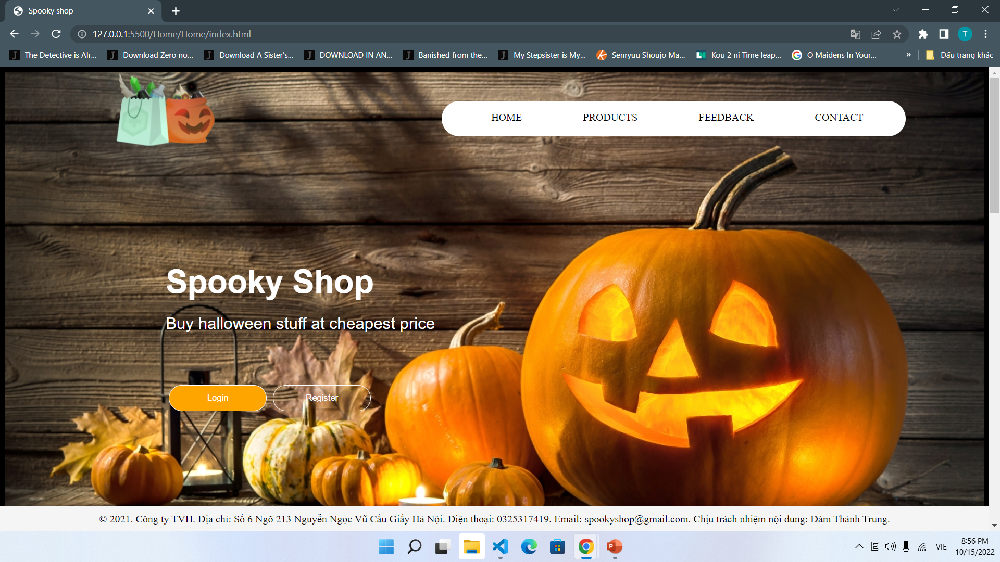 Spooky shop
127.0.0.1:5500/Home/Home/index.html
T
The Detective is Alr... Download Zero no... Download A Sister's... DOWNLOAD IN AN... Banished from the... My Stepsister is My... Senryuu Shoujo Ma... Kou 2 ni Time leap... O Maidens In Your... » Dấu trang khác
HOME PRODUCTS FEEDBACK CONTACT
Spooky Shop
Buy halloween stuff at cheapest price
Login Register
© 2021. Công ty TVH. Địa chỉ: Số 6 Ngõ 213 Nguyễn Ngọc Vũ Cầu Giấy Hà Nội. Điện thoại: 0325317419. Email: spookyshop@gmail.com. Chịu trách nhiệm nội dung: Đàm Thành Trung.
VIE
8:56 PM
10/15/2022